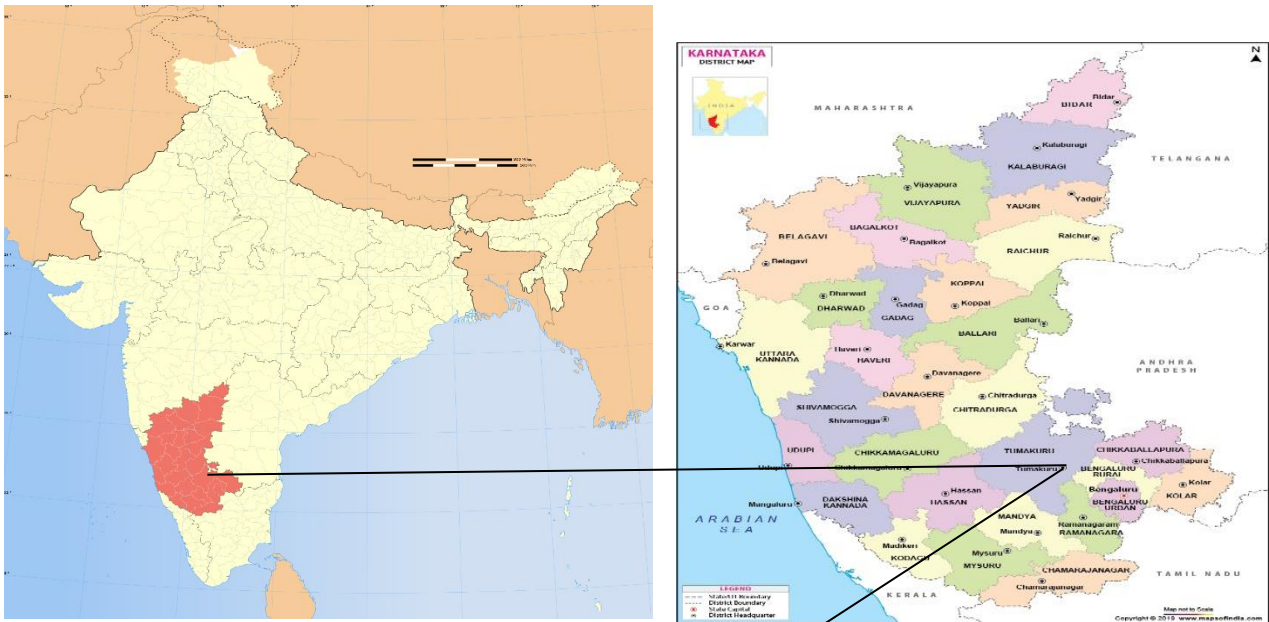 KARNATAKA
DISTRICT MAP
N
INDIA
MAHARASHTRA
Bidar
BIDAR
Kalaburagi
KALABURAGI
TELANGANA
Vijayapura
VIJAYAPURA
Yadgir
YADGIR
BAGALKOT
Bagalkot
BELAGAVI
Belagavi
Raichur
RAICHUR
KOPPAL
Koppal
Dharwad
DHARWAD
Gadag
GADAG
GOA
Ballari
BALLARI
Karwar
UTTARA
KANNADA
Haveri
HAVERI
ANDHRA
PRADESH
Davanagere
DAVANAGERE
Chitradurga
CHITRADURGA
SHIVAMOGGA
Shivamogga
UDUPI
Udupi
CHIKKAMAGALURU
Chikkamagaluru
TUMAKURU
Tumakuru
CHIKKABALLAPURA
Chikkaballapura
BENGALURU
RURAL
Bengaluru
BENGALURU
URBAN
Kolar
KOLAR
Mangaluru
DAKSHINA
KANNADA
Hassan
HASSAN
ARABIAN
SEA
MANDYA
Mandya
Ramanagaram
RAMANAGARA
Madikeri
KODAGU
Mysuru
MYSURU
CHAMARAJANAGAR
Chamarajanagar
TAMIL NADU
KERALA
LEGEND
State/UT Boundary
District Boundary
State Capital
District Headquarter
Map not to Scale
Copyright © 2019 www.mapsofindia.com